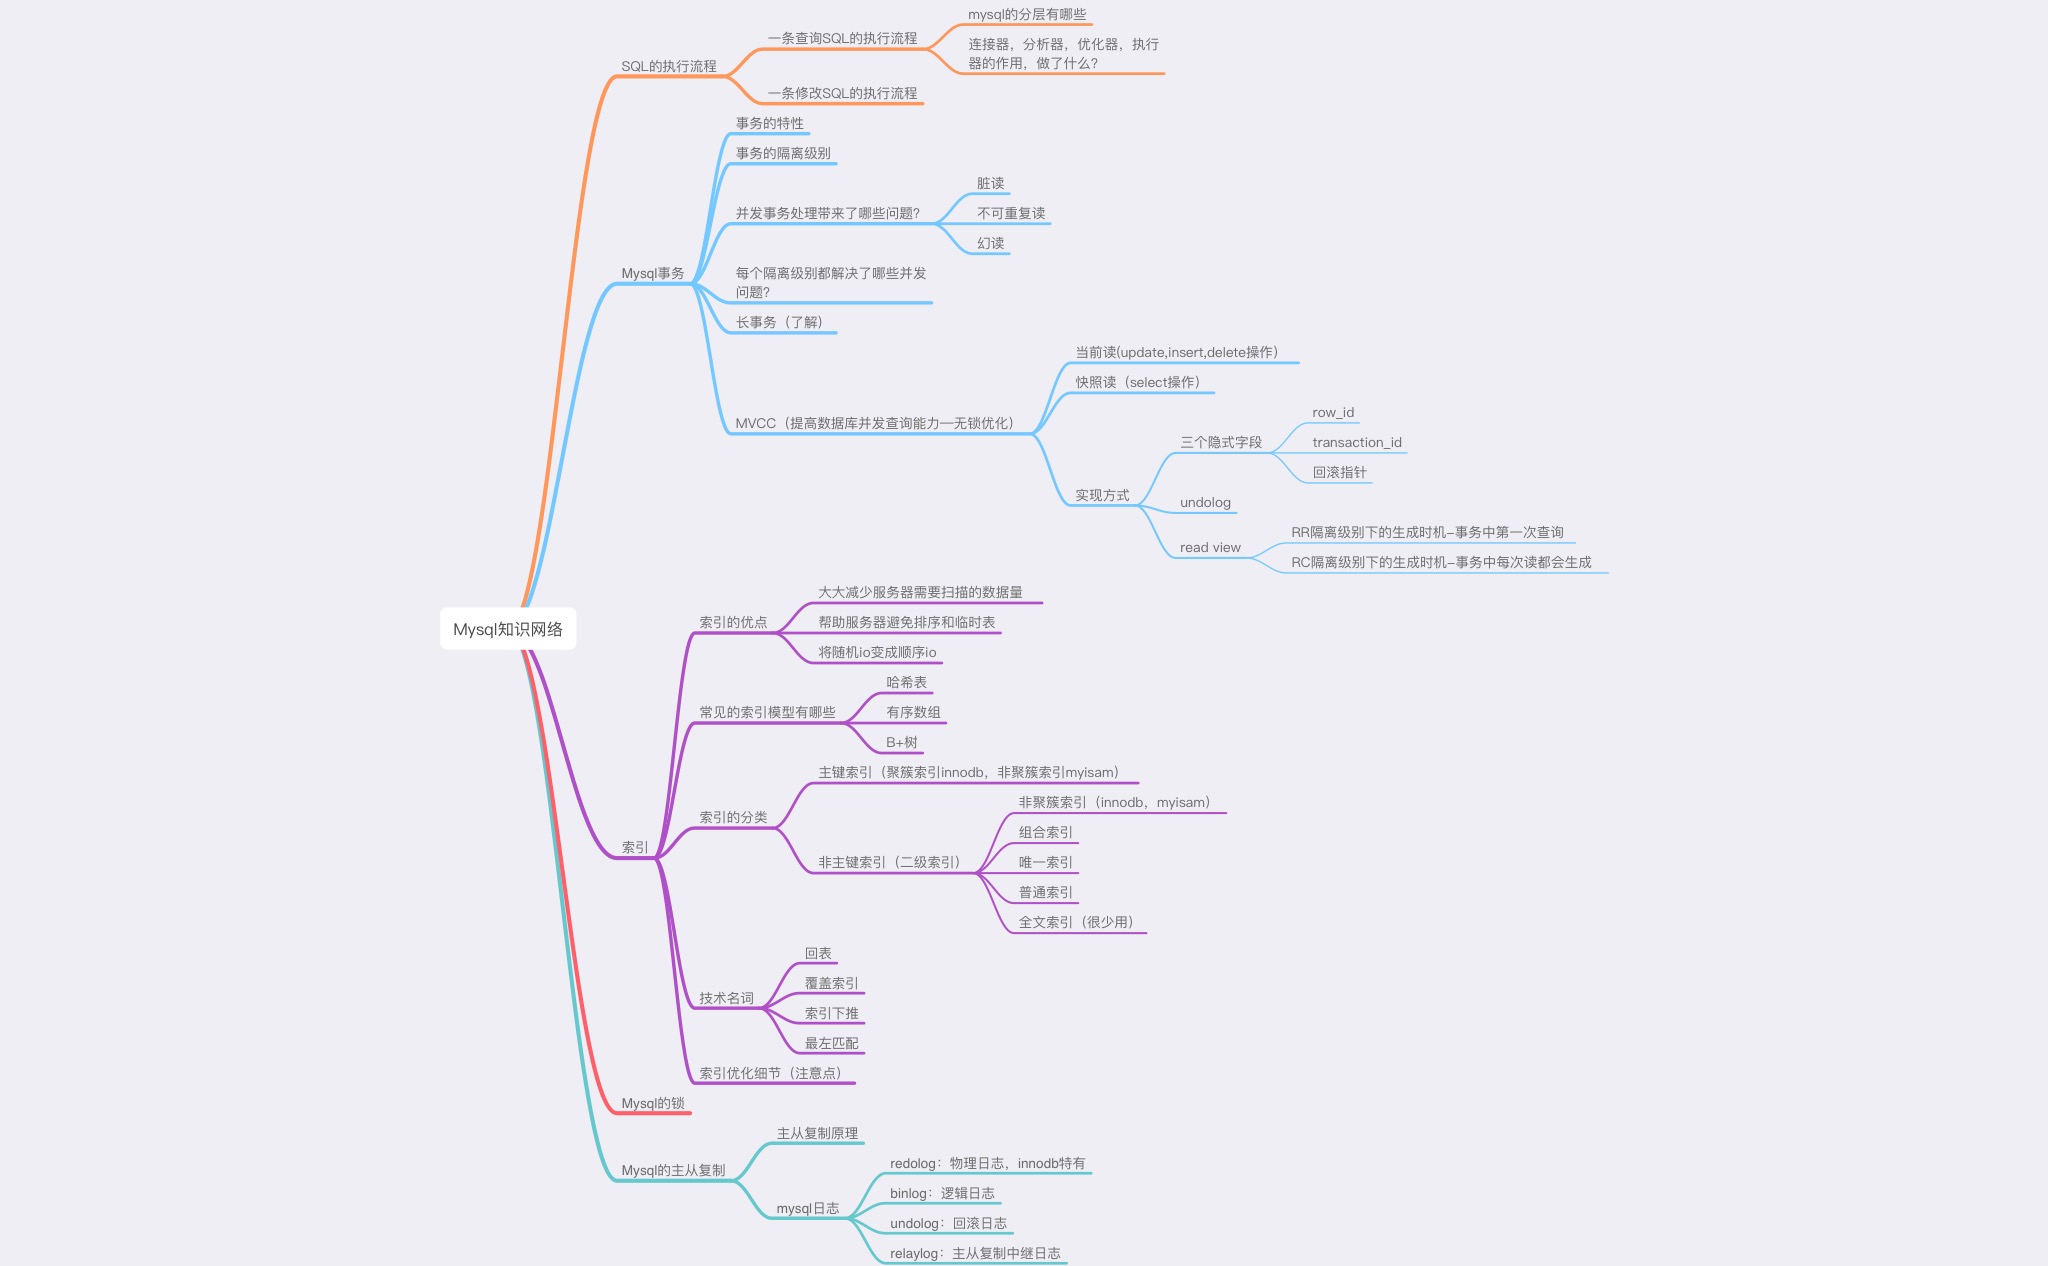 mysql的分层有哪些
一条查询SQL的执行流程
连接器，分析器，优化器，执行
器的作用，做了什么？
SQL的执行流程
一条修改SQL的执行流程
事务的特性
事务的隔离级别
脏读
并发事务处理带来了哪些问题？
不可重复读
幻读
Mysql事务
每个隔离级别都解决了哪些并发
问题？
长事务（了解）
当前读(update,insert,delete操作）
快照读（select操作）
MVCC（提高数据库并发查询能力—无锁优化）
row_id
三个隐式字段
transaction_id
回滚指针
实现方式
undolog
RR隔离级别下的生成时机-事务中第一次查询
read view
RC隔离级别下的生成时机-事务中每次读都会生成
Mysql知识网络
大大减少服务器需要扫描的数据量
索引的优点
帮助服务器避免排序和临时表
将随机io变成顺序io
哈希表
常见的索引模型有哪些
有序数组
B+树
主键索引（聚簇索引innodb，非聚簇索引myisam）
索引的分类
非聚簇索引（innodb，myisam）
组合索引
索引
非主键索引（二级索引）
唯一索引
普通索引
全文索引（很少用）
回表
覆盖索引
技术名词
索引下推
最左匹配
索引优化细节（注意点）
Mysql的锁
主从复制原理
Mysql的主从复制
redolog：物理日志，innodb特有
binlog：逻辑日志
mysql日志
undolog：回滚日志
relaylog：主从复制中继日志